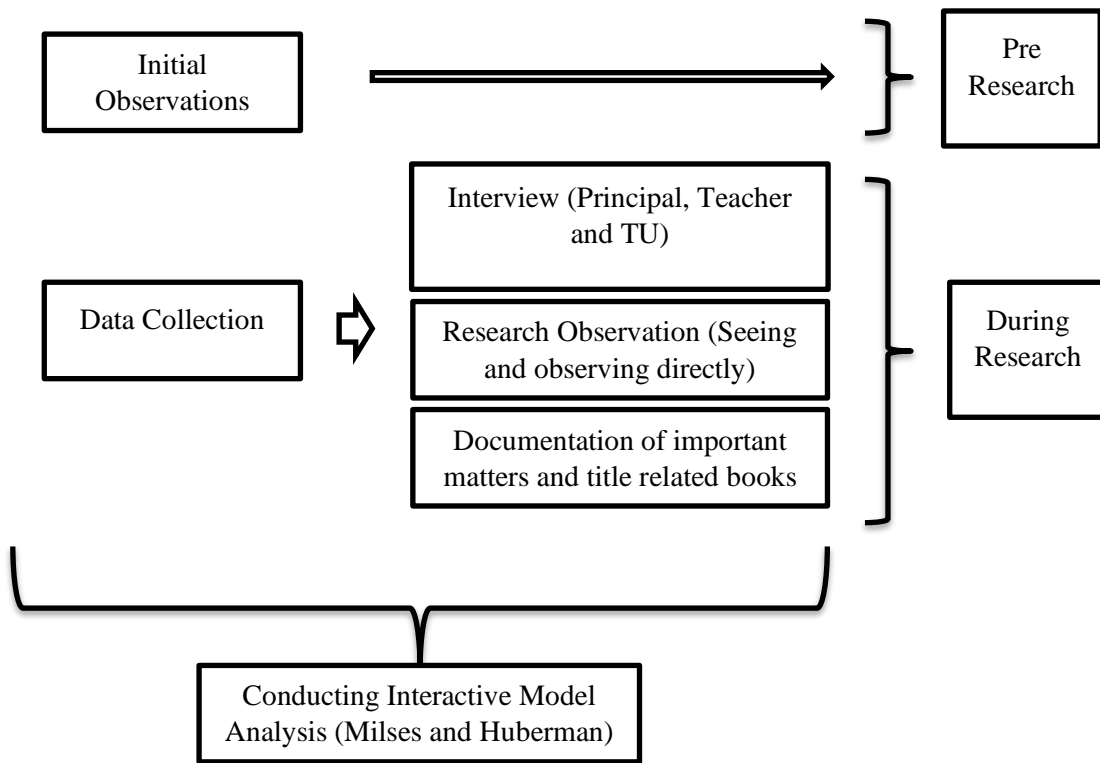 Initial
Observations
Pre
Research
Interview (Principal, Teacher
and TU)
Data Collection
Research Observation (Seeing
and observing directly)
During
Research
Documentation of important
matters and title related books
Conducting Interactive Model
Analysis (Milses and Huberman)